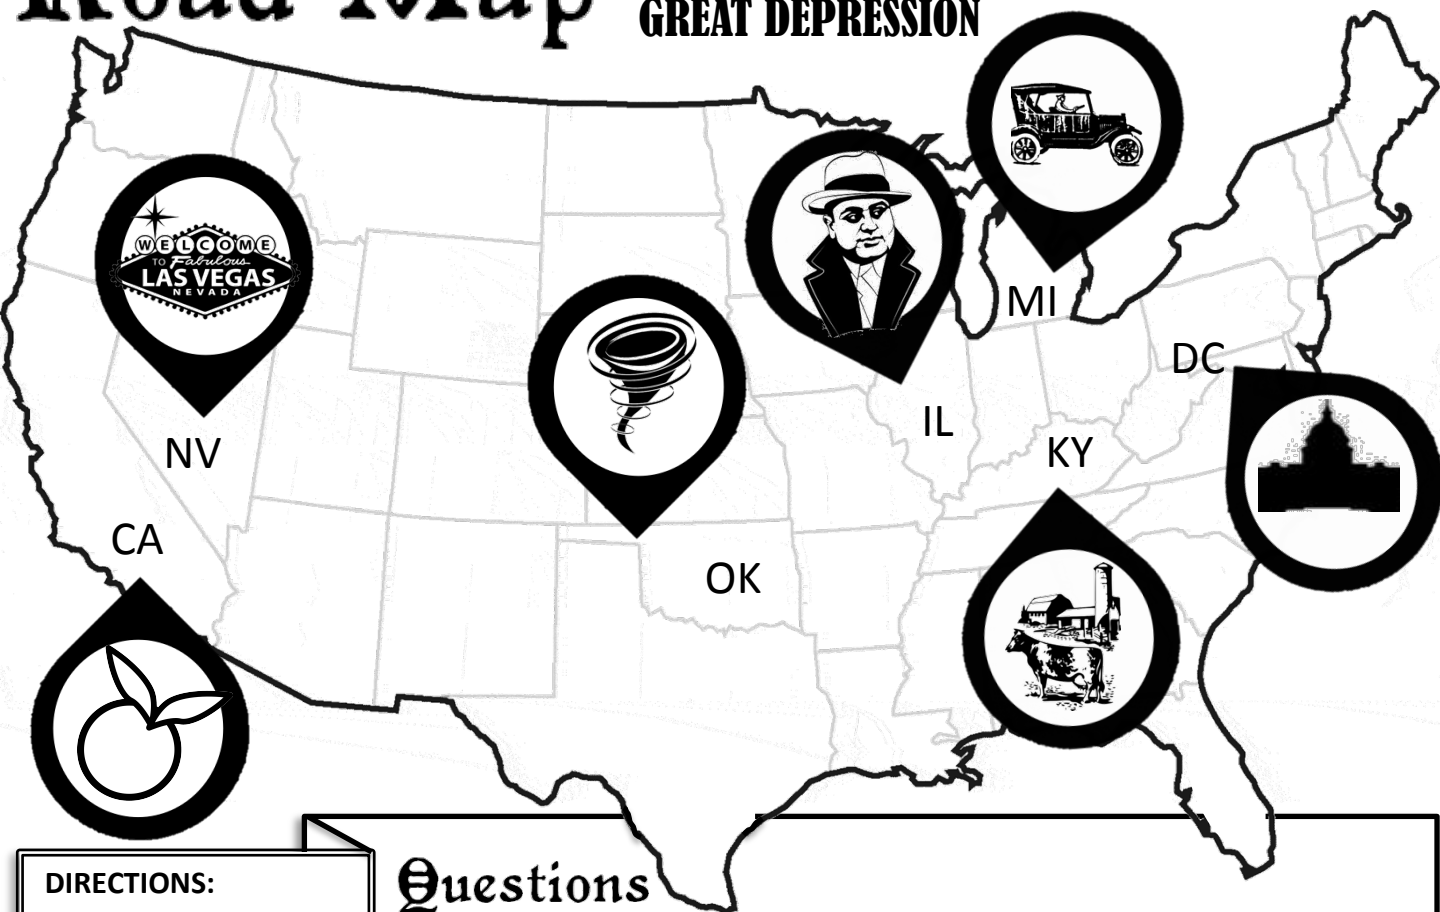 Road Map
GREAT DEPRESSION
WELCOME
TO Fabulous
LAS VEGAS
NEVADA
MI
DC
IL
KY
NV
CA
OK
DIRECTIONS:
Questions